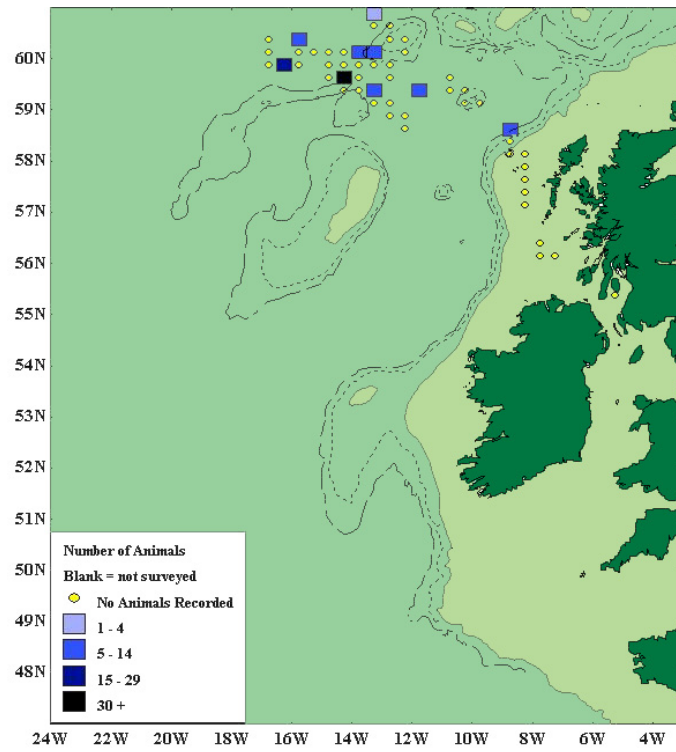 60N
59N
58N
57N
56N
55N
54N
53N
52N
51N
50N
49N
48N
Number of Animals
Blank = not surveyed
No Animals Recorded
1 - 4
5 - 14
15 - 29
30 +
24W 22W 20W 18W 16W 14W 12W 10W 8W 6W 4W